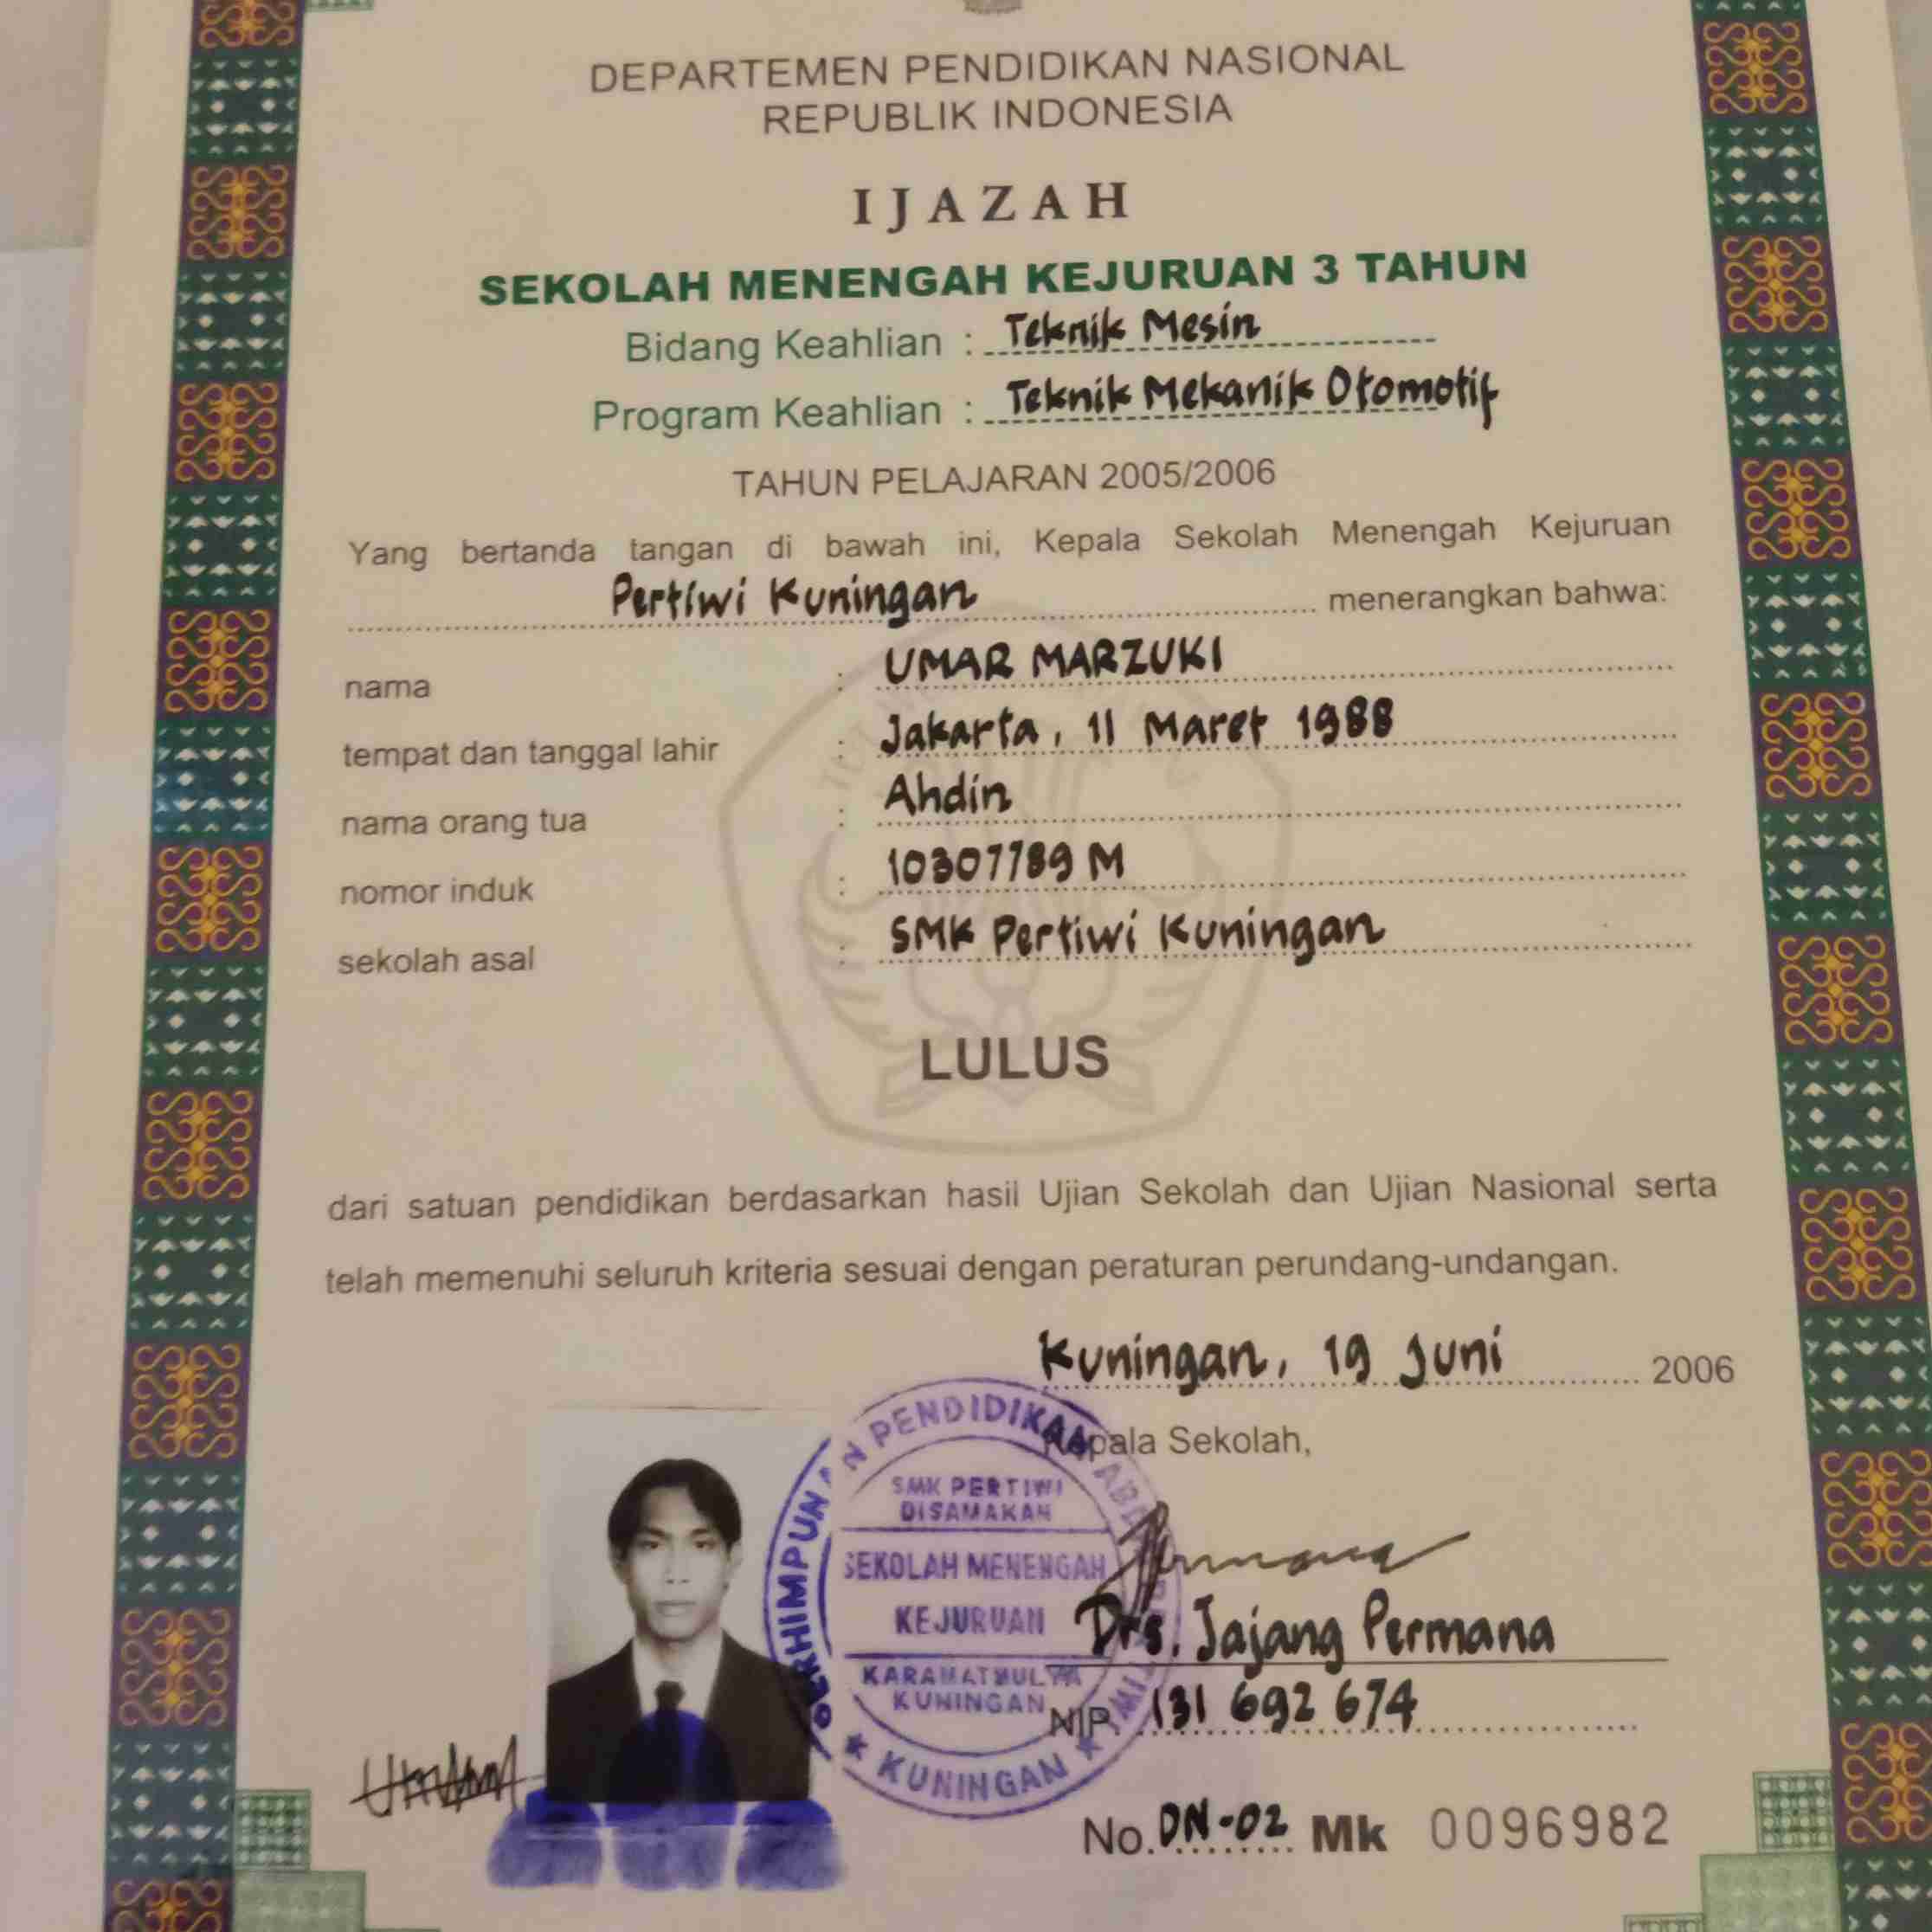 DEPARTEMEN PENDIDIKAN NASIONAL
REPUBLIK INDONESIA
IJAZAH
SEKOLAH MENENGAH KEJURUAN 3 TAHUN
Bidang Keahlian : Teknik Mesin
Program Keahlian : Teknik Mekanik Otomotif
TAHUN PELAJARAN 2005/2006
Yang bertanda tangan di bawah ini, Kepala Sekolah Menengah Kejuruan
Pertiwi Kuningan menerangkan bahwa:
nama : UMAR MARZUKI
tempat dan tanggal lahir : Jakarta, 11 Maret 1988
nama orang tua : Ahdin
nomor induk : 10307789 M
sekolah asal : SMK Pertiwi Kuningan
LULUS
dari satuan pendidikan berdasarkan hasil Ujian Sekolah dan Ujian Nasional serta
telah memenuhi seluruh kriteria sesuai dengan peraturan perundang-undangan.
Kuningan, 19 Juni 2006
Kepala Sekolah,
PERHIMPUNAN PENDIDIKAN
SMK PERTIWI
DISAMAKAN
SEKOLAH MENENGAH
KEJURUAN
KARAMATMULYA
KUNINGAN
* KUNINGAN *
Drs. Jajang Permana
NIP. 131 692 674
No. DN-02 Mk 0096982